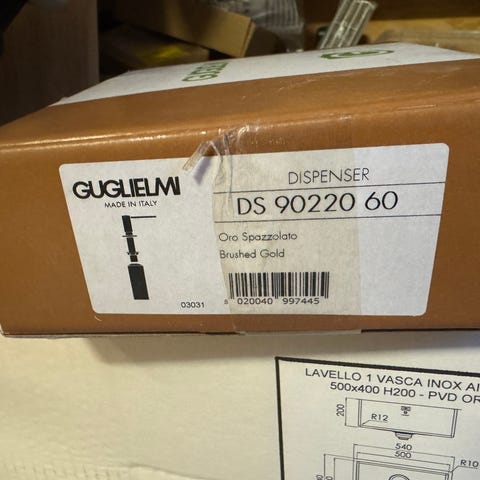 GUGLIELMI
MADE IN ITALY
DISPENSER
DS 90220 60
Oro Spazzolato
Brushed Gold
03031
8 020040 997445
LAVELLO 1 VASCA INOX
500x400 H200 - PVD
200
R12
540
500
R10